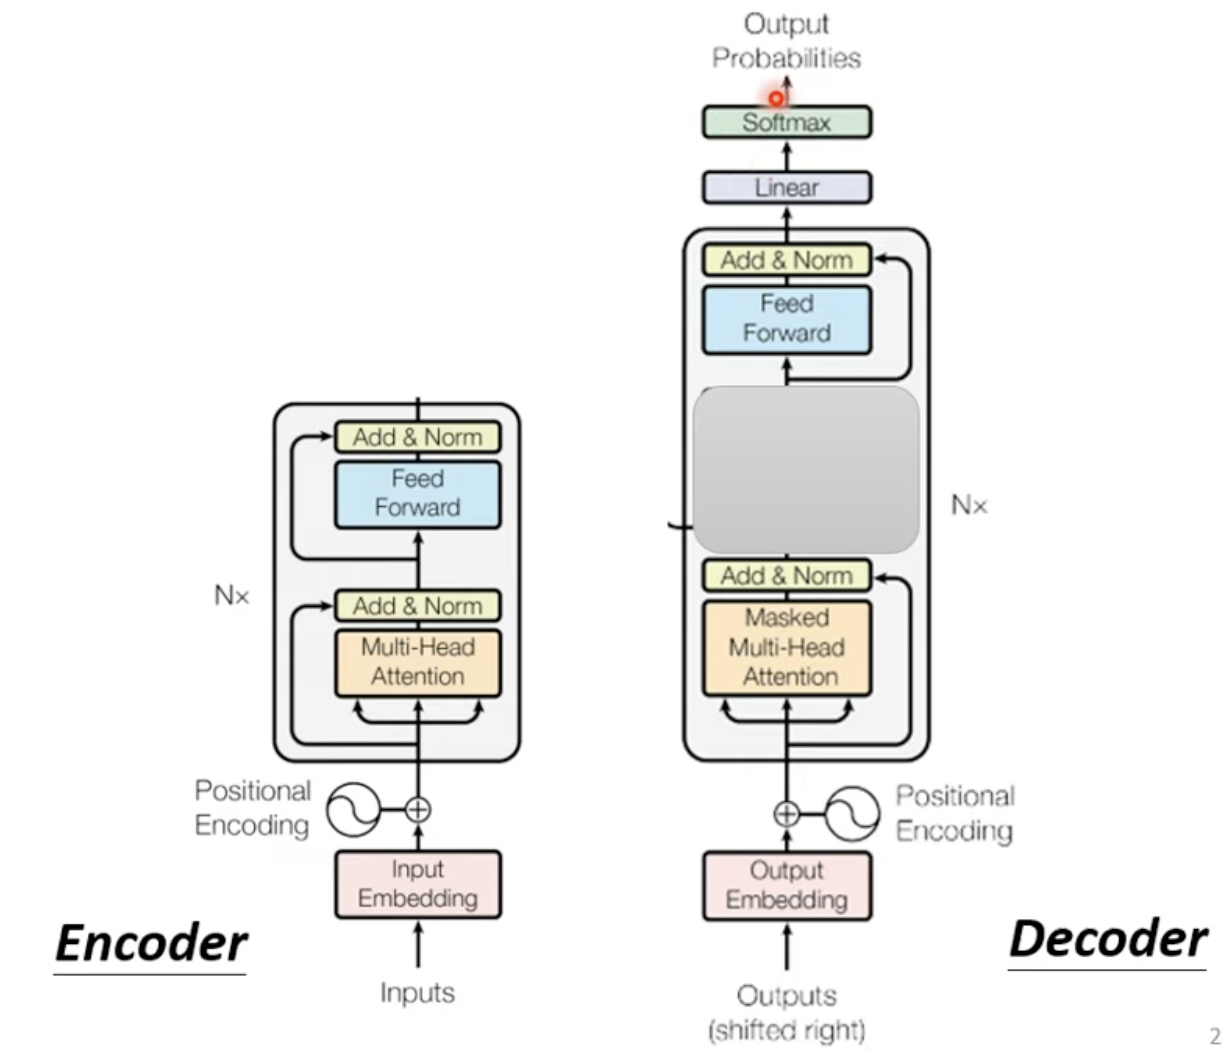 Output
Probabilities
Softmax
Linear
Add & Norm
Feed
Forward
Nx
Add & Norm
Masked
Multi-Head
Attention
Positional
Encoding
Output
Embedding
Outputs
(shifted right)
Decoder
Add & Norm
Feed
Forward
Nx
Add & Norm
Multi-Head
Attention
Positional
Encoding
Input
Embedding
Inputs
Encoder
2